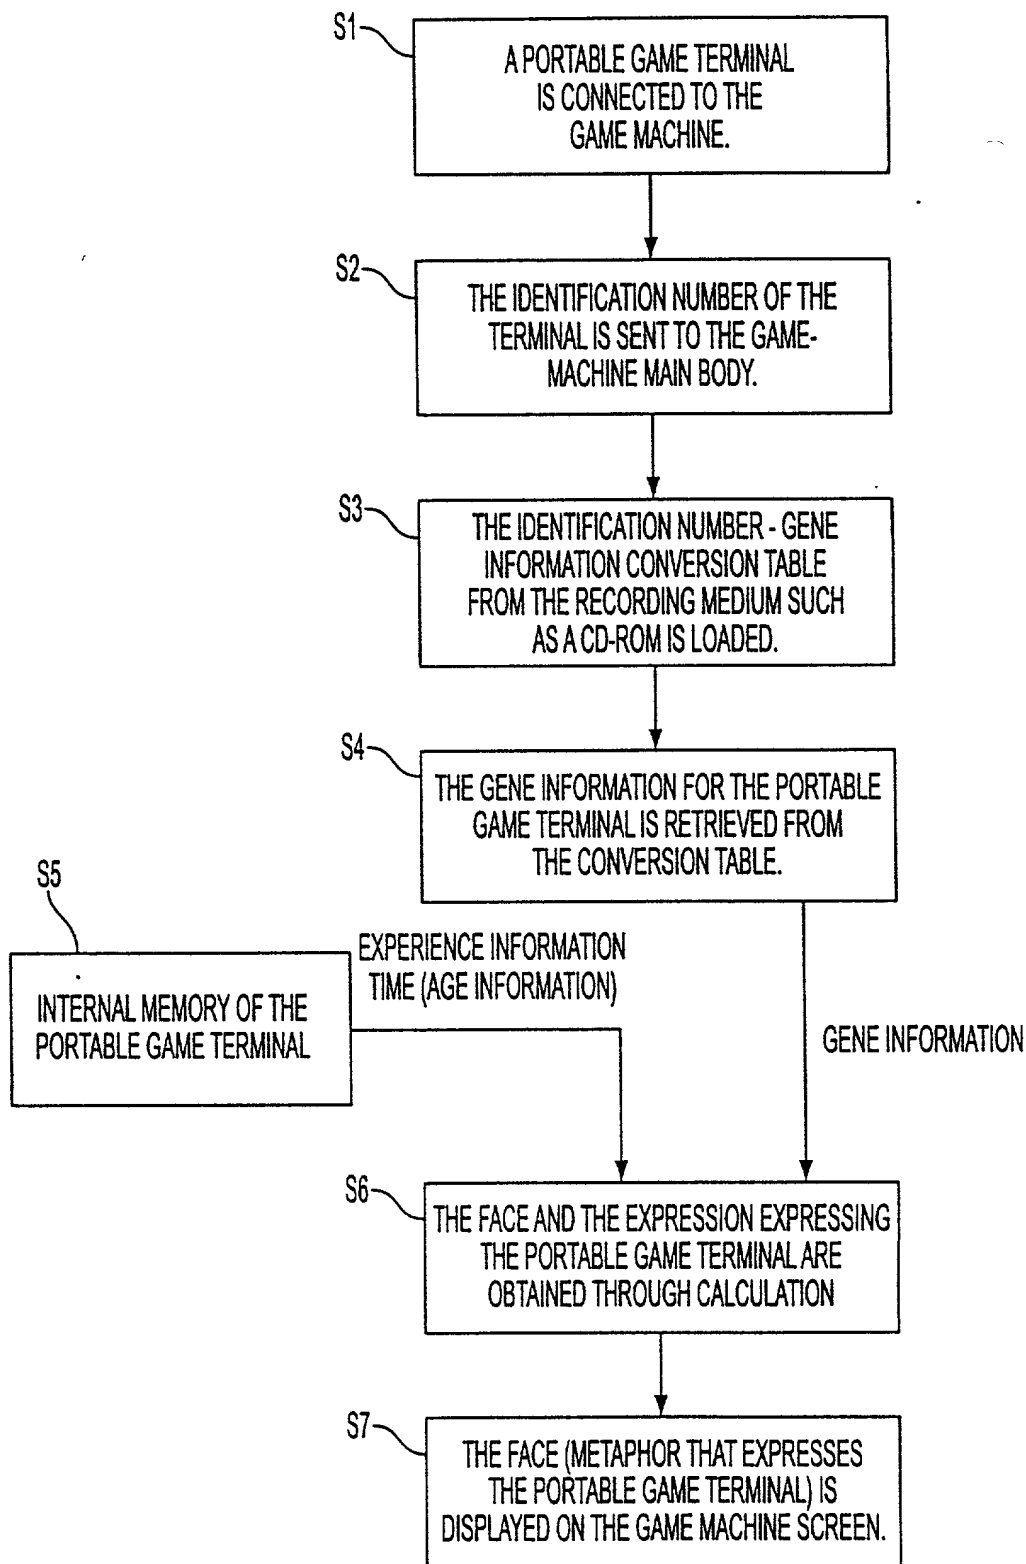 S1
A PORTABLE GAME TERMINAL
IS CONNECTED TO THE
GAME MACHINE.
S2
THE IDENTIFICATION NUMBER OF THE
TERMINAL IS SENT TO THE GAME-
MACHINE MAIN BODY.
S3
THE IDENTIFICATION NUMBER - GENE
INFORMATION CONVERSION TABLE
FROM THE RECORDING MEDIUM SUCH
AS A CD-ROM IS LOADED.
S4
THE GENE INFORMATION FOR THE PORTABLE
GAME TERMINAL IS RETRIEVED FROM
THE CONVERSION TABLE.
S5
INTERNAL MEMORY OF THE
PORTABLE GAME TERMINAL
EXPERIENCE INFORMATION
TIME (AGE INFORMATION)
GENE INFORMATION
S6
THE FACE AND THE EXPRESSION EXPRESSING
THE PORTABLE GAME TERMINAL ARE
OBTAINED THROUGH CALCULATION
S7
THE FACE (METAPHOR THAT EXPRESSES
THE PORTABLE GAME TERMINAL) IS
DISPLAYED ON THE GAME MACHINE SCREEN.